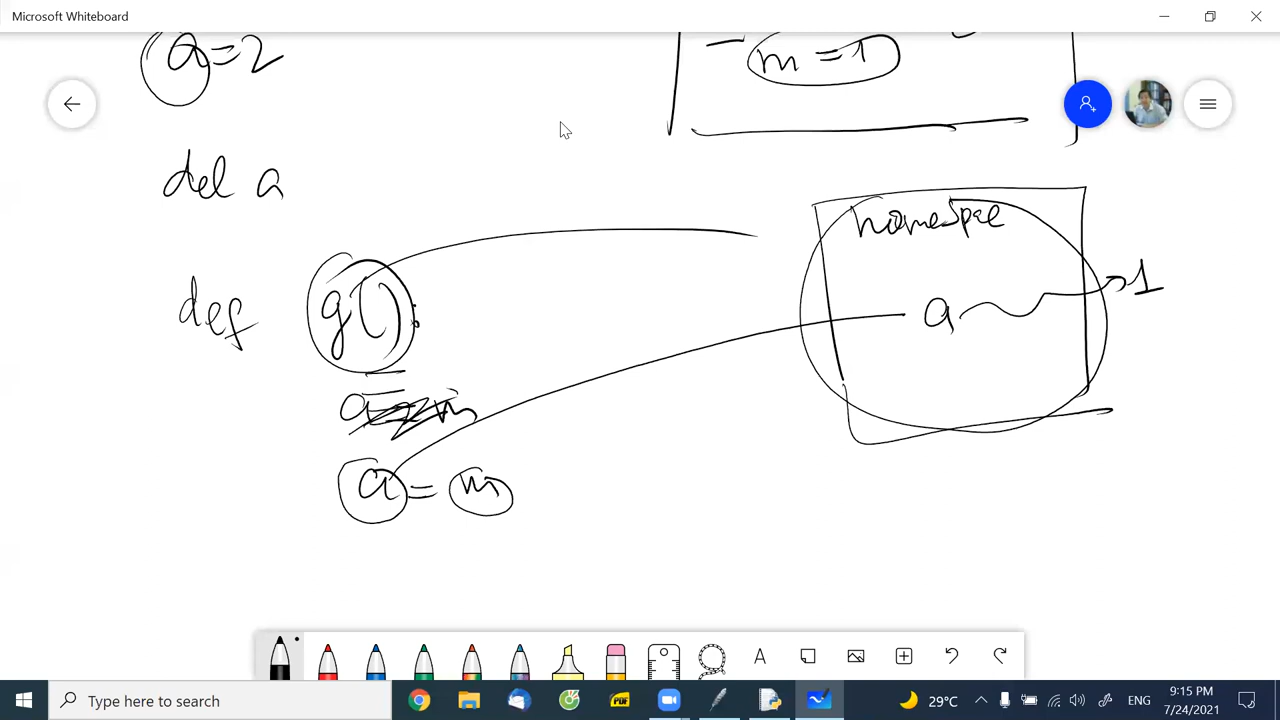 Microsoft Whiteboard
a=2
m=1
del a
def g():
namespae
a 1
a = m
Type here to search
29°C
ENG
9:15 PM
7/24/2021